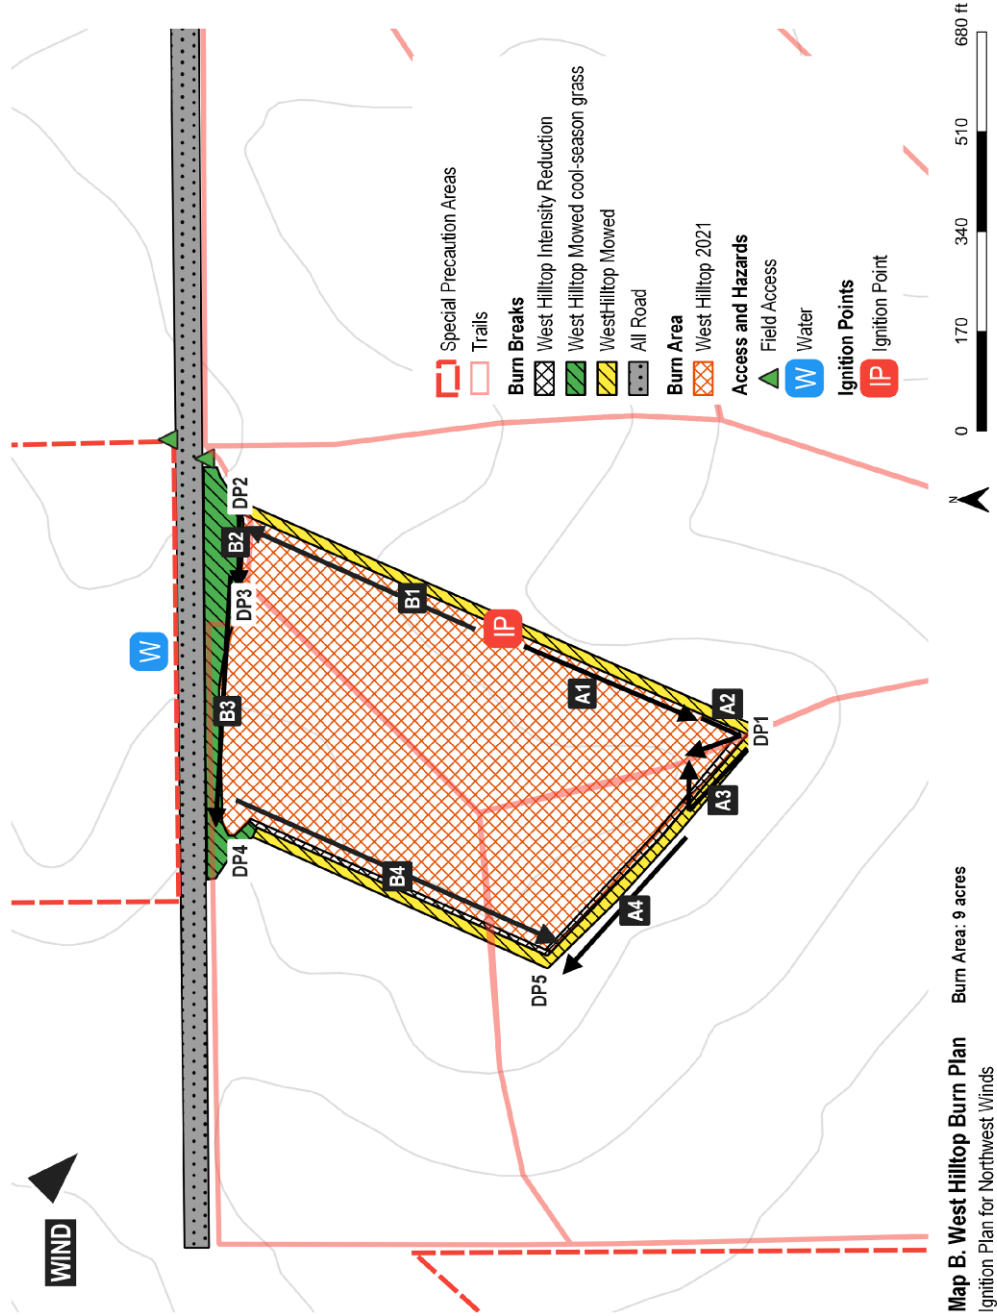 WIND
DP2
B2
DP3
B3
DP4
B1
IP
A1
A2
DP1
A3
B4
A4
DP5
W
Special Precaution Areas
Trails
Burn Breaks
West Hilltop Intensity Reduction
West Hilltop Mowed cool-season grass
WestHilltop Mowed
All Road
Burn Area
West Hilltop 2021
Access and Hazards
Field Access
W Water
Ignition Points
IP Ignition Point
Map B. West Hilltop Burn Plan
Burn Area: 9 acres
Ignition Plan for Northwest Winds
N
0 170 340 510 680 ft